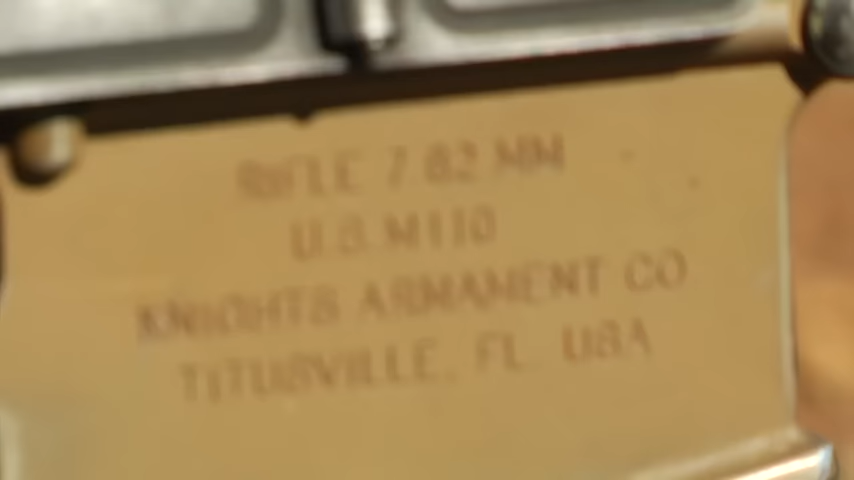 RIFLE 7.62 MM
U.S. M110
KNIGHTS ARMAMENT CO
TITUSVILLE, FL. USA